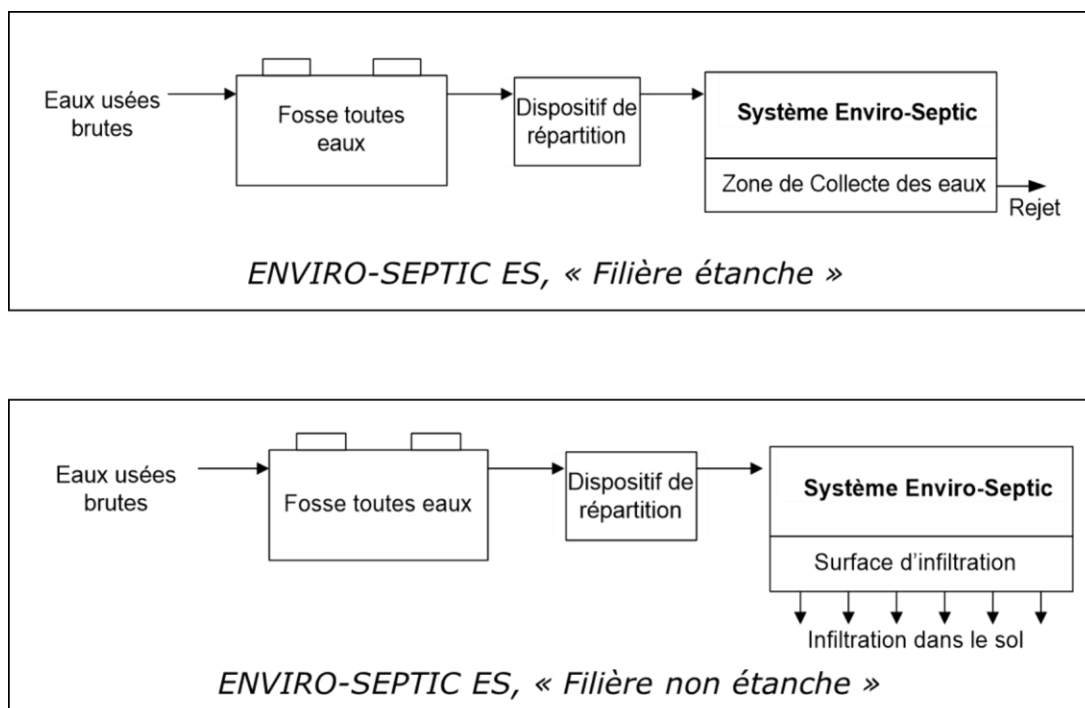 Eaux usées
brutes
Fosse toutes
eaux
Dispositif de
répartition
Système Enviro-Septic
Zone de Collecte des eaux
Rejet
ENVIRO-SEPTIC ES, « Filière étanche »
Eaux usées
brutes
Fosse toutes eaux
Dispositif de
répartition
Système Enviro-Septic
Surface d’infiltration
Infiltration dans le sol
ENVIRO-SEPTIC ES, « Filière non étanche »